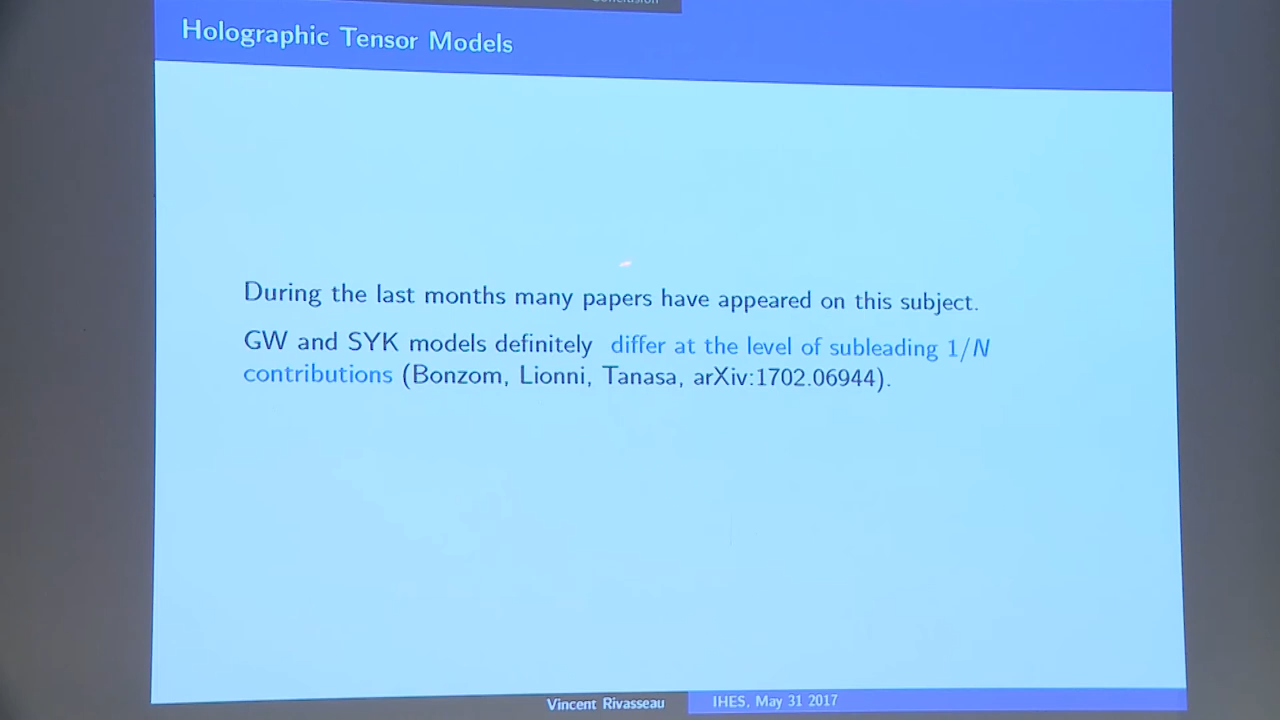 Conclusion
Holographic Tensor Models
During the last months many papers have appeared on this subject.
GW and SYK models definitely differ at the level of subleading 1/N
contributions (Bonzom, Lionni, Tanasa, arXiv:1702.06944).
Vincent Rivasseau IHES, May 31 2017